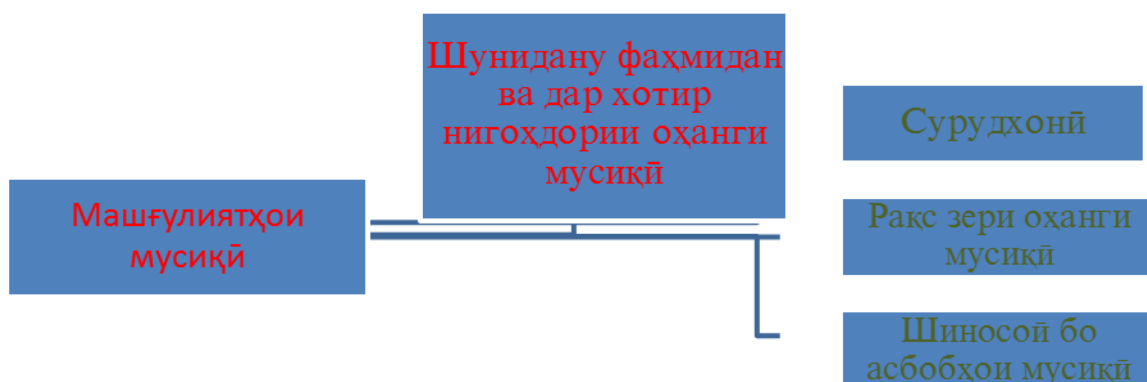 Машғулиятҳои
мусиқӣ
Шунидану фаҳмидан
ва дар хотир
нигоҳдории оҳанги
мусиқӣ
Сурудхонӣ
Рақс зери оҳанги
мусиқӣ
Шиносоӣ бо
асбобҳои мусиқӣ